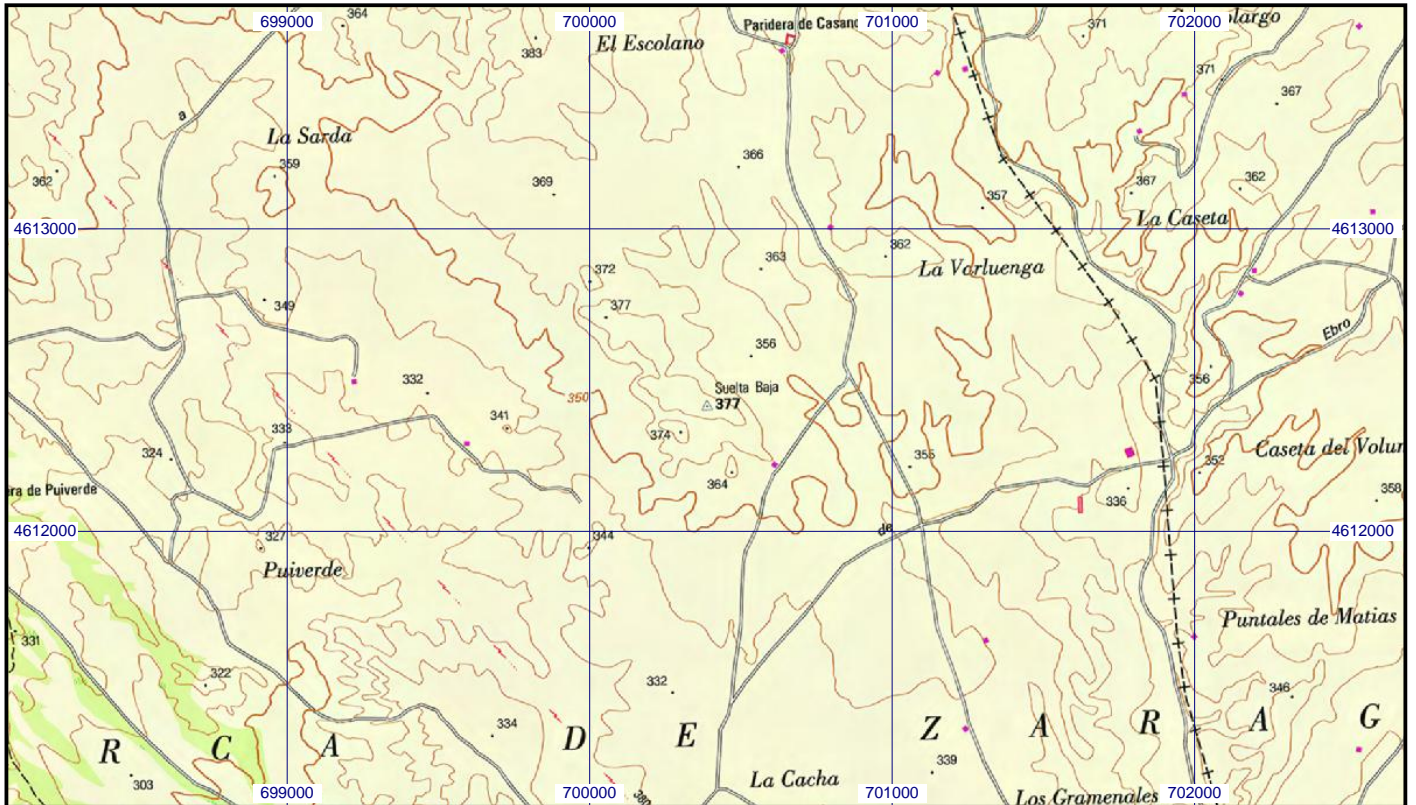 699000 700000 701000 702000
364
Paridera de Casano
El Escolano
383
371
371
367
a
La Sarda
366
359
362
369
367
362
357
La Caseta
4613000 4613000
362
363
La Varluenga
372
377
349
Ebro
356
356
332
Suelta Baja
377
350
341
338
374
324
355
352
Caseta del Volun
364
ira de Puiverde
336
358
4612000 4612000
327
344
de
Puiverde
Puntales de Matias
331
322
332
346
334
R C A D E Z A R A G
339
303
La Cacha
380
Los Gramenales
699000 700000 701000 702000